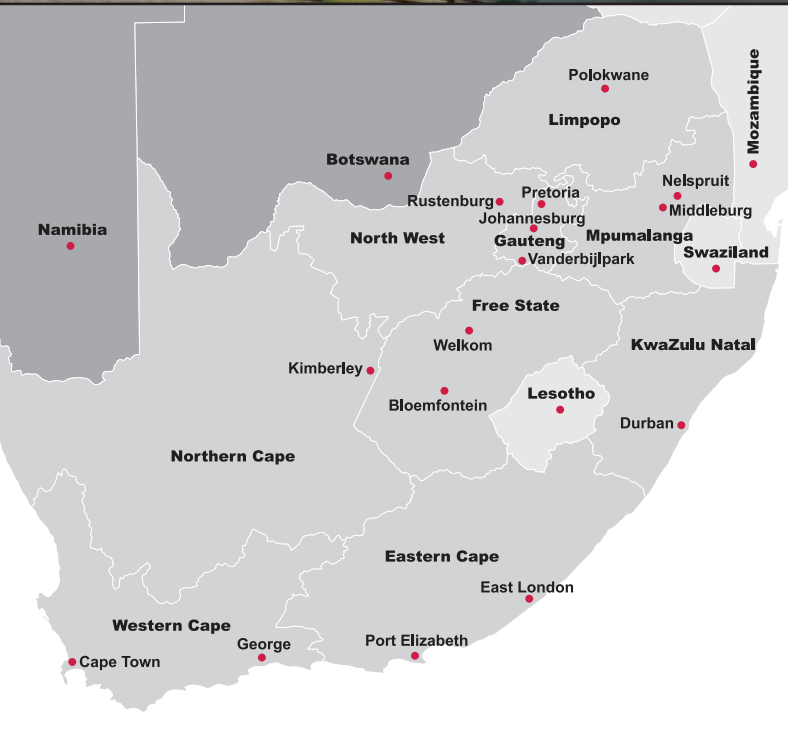 Polokwane
Mozambique
Limpopo
Botswana
Nelspruit
Pretoria
Rustenburg
Middleburg
Johannesburg
Namibia
North West
Gauteng
Mpumalanga
Swaziland
Vanderbijlpark
Free State
Welkom
KwaZulu Natal
Kimberley
Lesotho
Bloemfontein
Durban
Northern Cape
Eastern Cape
East London
Western Cape
George
Port Elizabeth
Cape Town